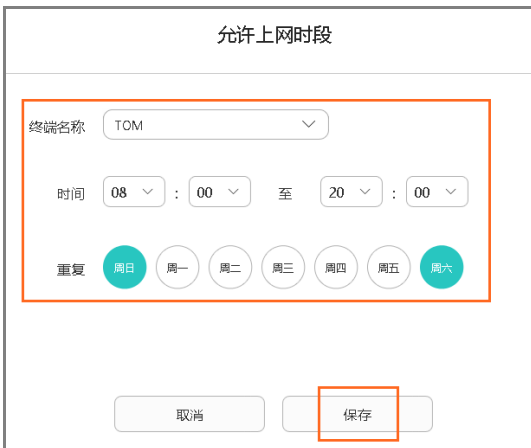 允许上网时段
终端名称 TOM
时间 08 : 00 至 20 : 00
重复 周日 周一 周二 周三 周四 周五 周六
取消 保存